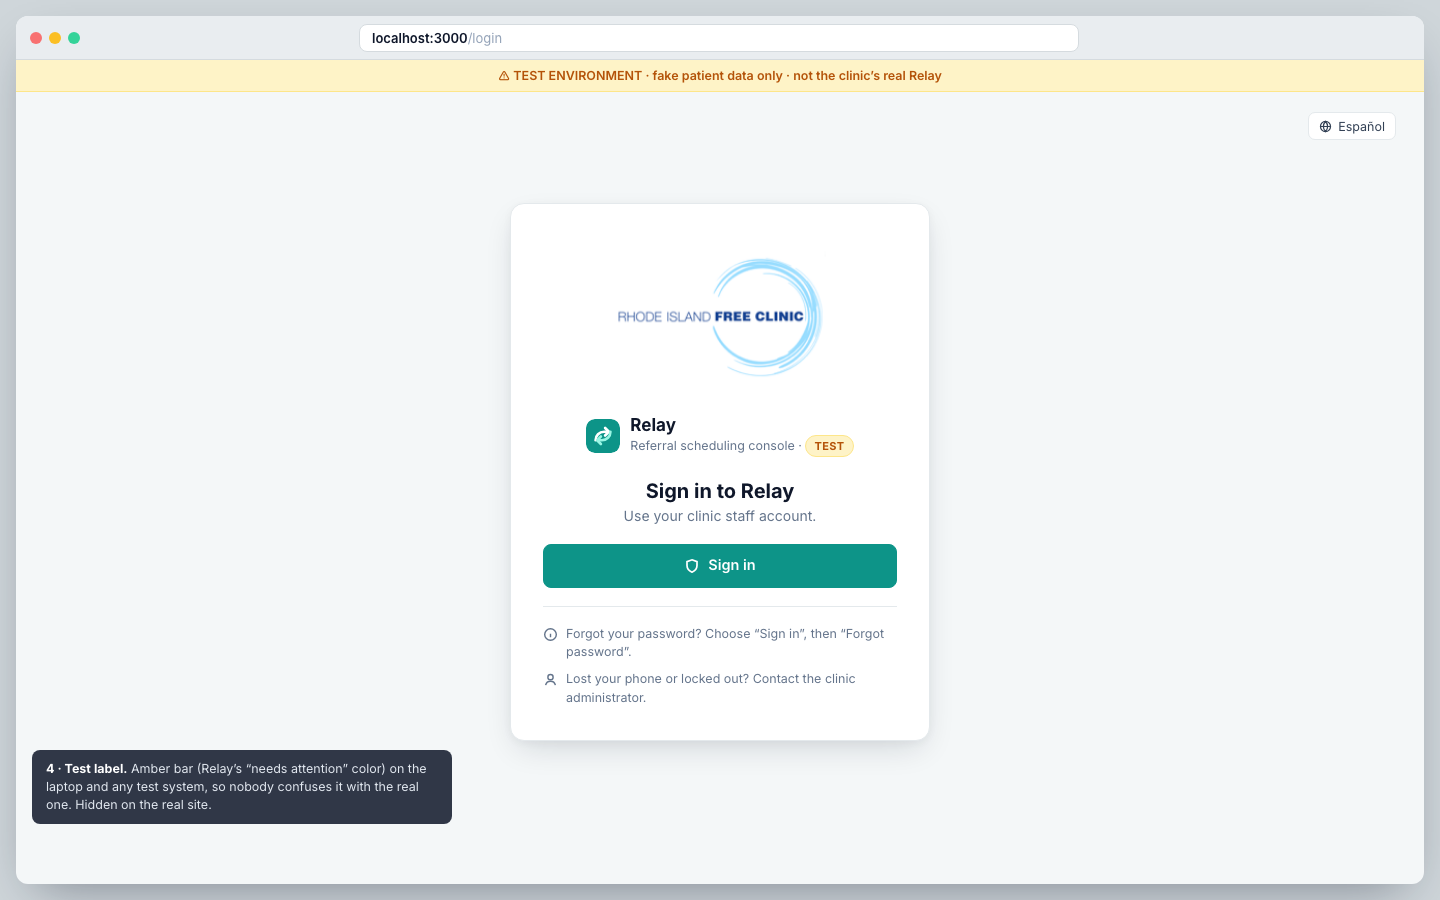 localhost:3000/login
TEST ENVIRONMENT · fake patient data only · not the clinic’s real Relay
Español
RHODE ISLAND FREE CLINIC
Relay
Referral scheduling console · TEST
Sign in to Relay
Use your clinic staff account.
Sign in
Forgot your password? Choose “Sign in”, then “Forgot
password”.
Lost your phone or locked out? Contact the clinic
administrator.
4 · Test label. Amber bar (Relay’s “needs attention” color) on the
laptop and any test system, so nobody confuses it with the real
one. Hidden on the real site.